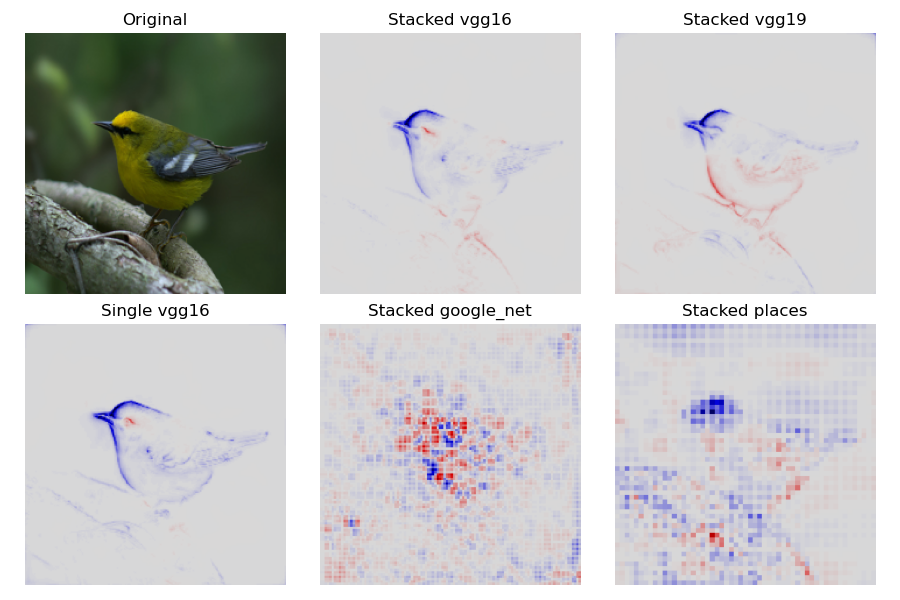 Original
Stacked vgg16
Stacked vgg19
Single vgg16
Stacked google_net
Stacked places